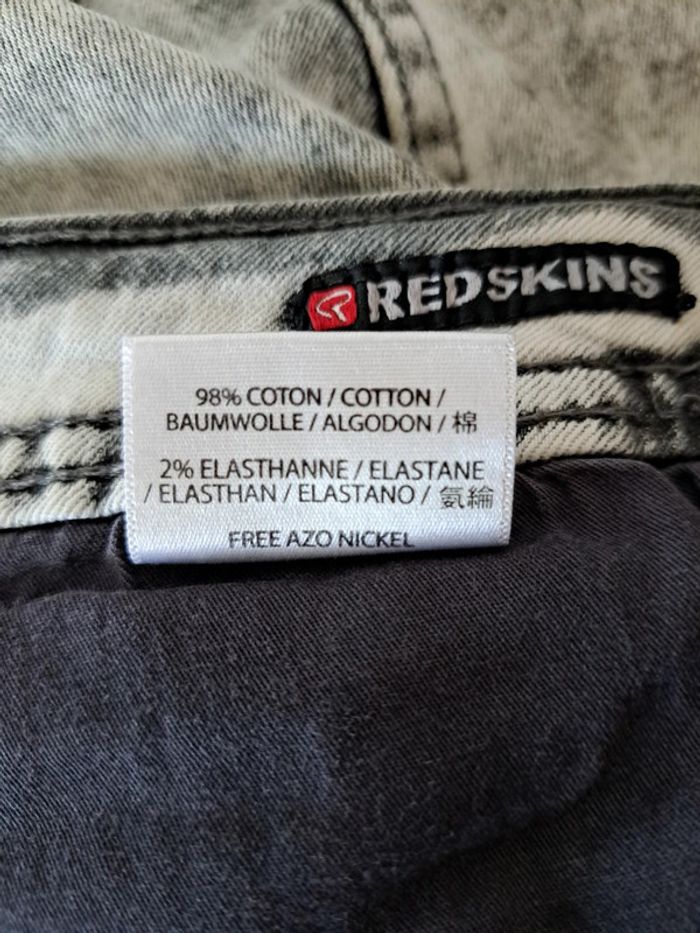 REDSKINS
98% COTON / COTTON /
BAUMWOLLE / ALGODON / 棉
2% ELASTHANNE / ELASTANE
/ ELASTHAN / ELASTANO / 氨綸
FREE AZO NICKEL